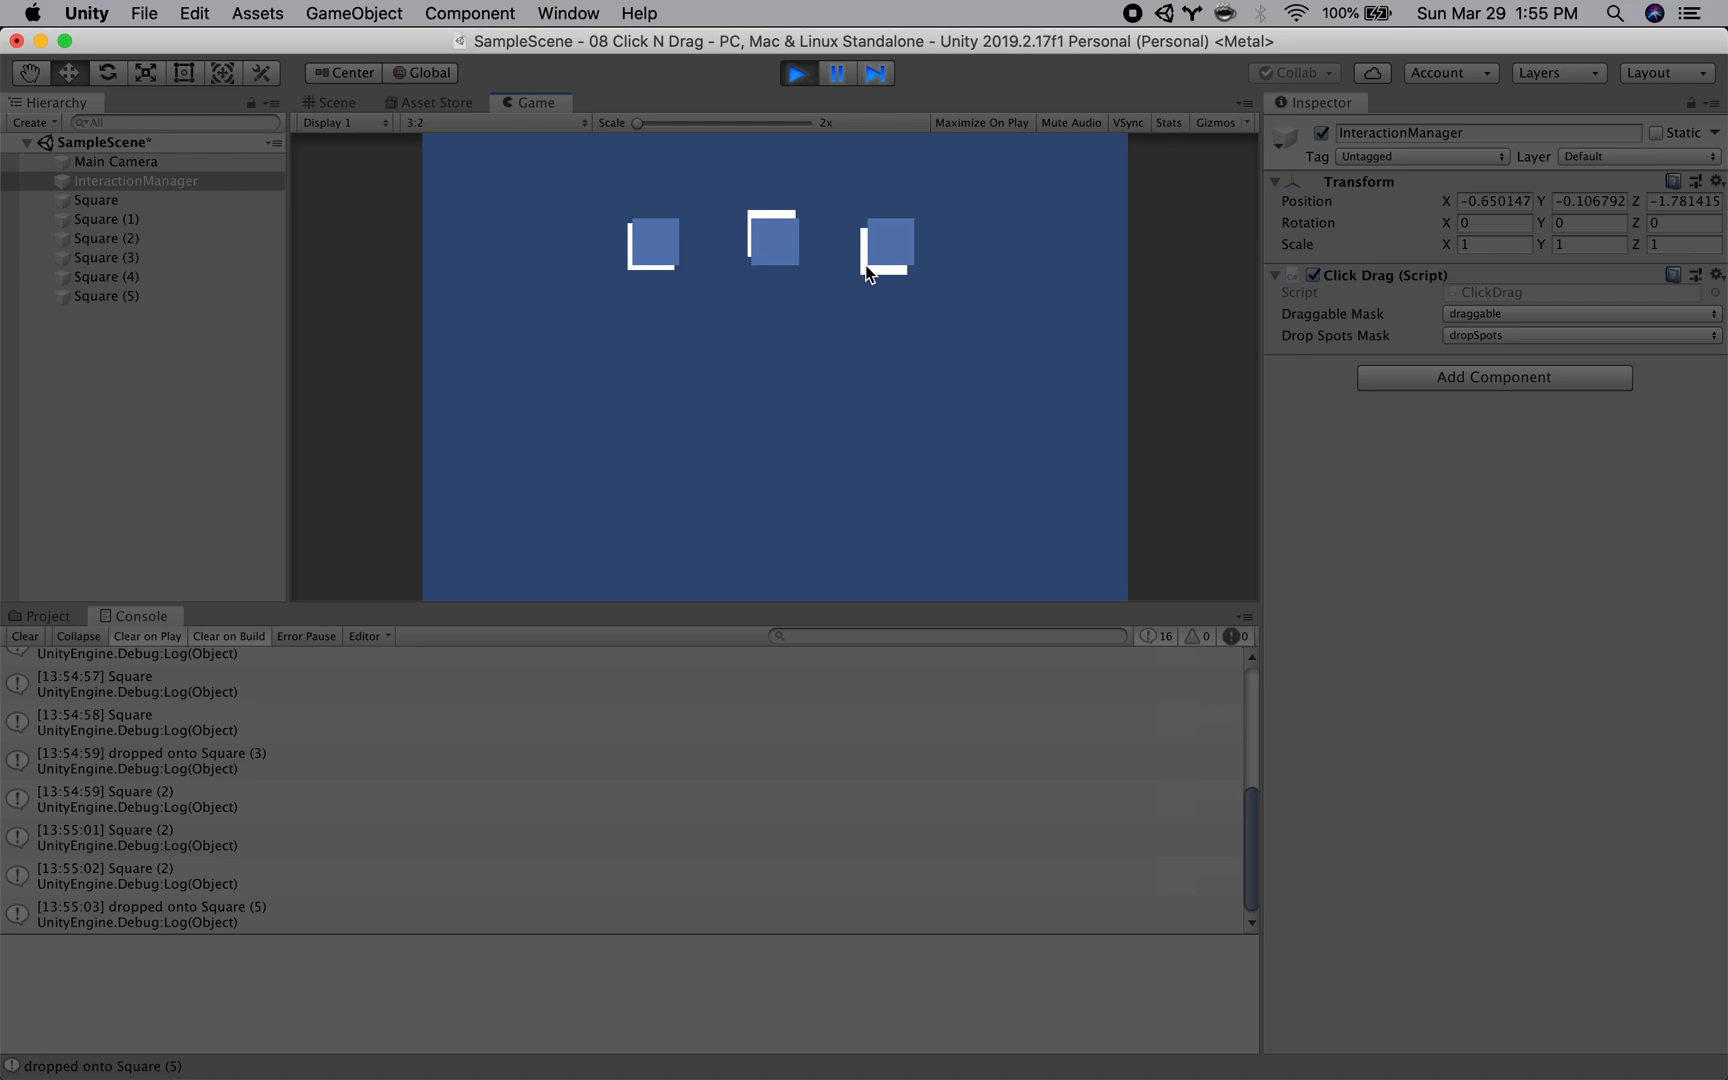 Unity File Edit Assets GameObject Component Window Help 100% Sun Mar 29 1:55 PM
SampleScene - 08 Click N Drag - PC, Mac & Linux Standalone - Unity 2019.2.17f1 Personal (Personal) <Metal>
Center Global Collab Account Layers Layout
Hierarchy Scene Asset Store Game Inspector
Create All Display 1 3:2 Scale 2x Maximize On Play Mute Audio VSync Stats Gizmos
InteractionManager Static
Tag Untagged Layer Default
SampleScene*
Main Camera
InteractionManager
Square
Square (1)
Square (2)
Square (3)
Square (4)
Square (5)
Transform
Position X -0.650147 Y -0.106792 Z -1.781415
Rotation X 0 Y 0 Z 0
Scale X 1 Y 1 Z 1
Click Drag (Script)
Script ClickDrag
Draggable Mask draggable
Drop Spots Mask dropSpots
Add Component
Project Console
Clear Collapse Clear on Play Clear on Build Error Pause Editor 16 0 0
UnityEngine.Debug:Log(Object)
[13:54:57] Square
UnityEngine.Debug:Log(Object)
[13:54:58] Square
UnityEngine.Debug:Log(Object)
[13:54:59] dropped onto Square (3)
UnityEngine.Debug:Log(Object)
[13:54:59] Square (2)
UnityEngine.Debug:Log(Object)
[13:55:01] Square (2)
UnityEngine.Debug:Log(Object)
[13:55:02] Square (2)
UnityEngine.Debug:Log(Object)
[13:55:03] dropped onto Square (5)
UnityEngine.Debug:Log(Object)
dropped onto Square (5)